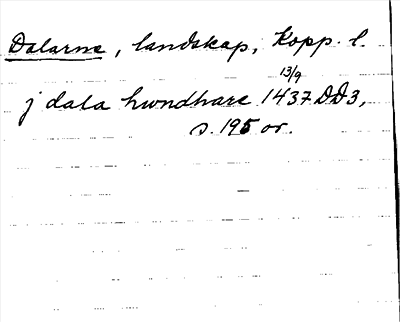 Dalarne, landskap, Kopp. l.
13/9
j dala hwndhare 1437 DD3,
s. 195 or.